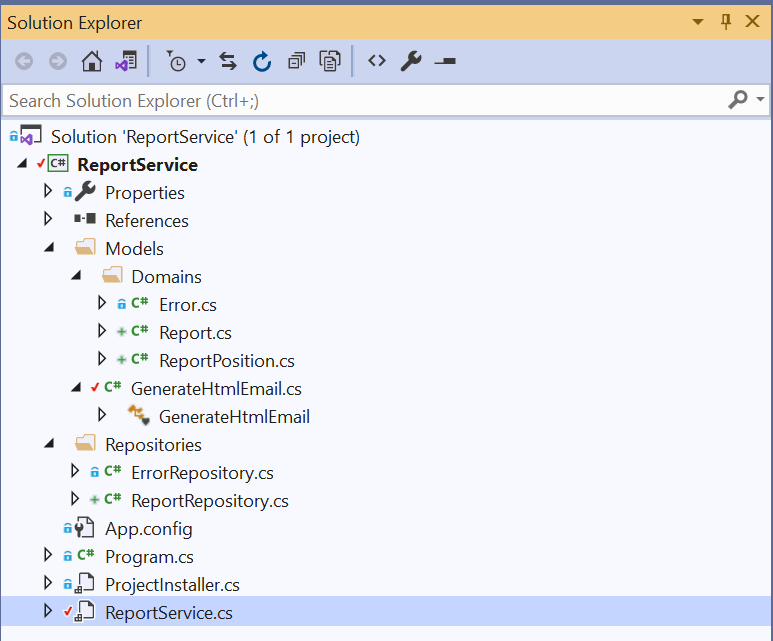 Solution Explorer
Search Solution Explorer (Ctrl+;)
Solution 'ReportService' (1 of 1 project)
C# ReportService
Properties
References
Models
Domains
C# Error.cs
C# Report.cs
C# ReportPosition.cs
C# GenerateHtmlEmail.cs
GenerateHtmlEmail
Repositories
C# ErrorRepository.cs
C# ReportRepository.cs
App.config
C# Program.cs
ProjectInstaller.cs
ReportService.cs